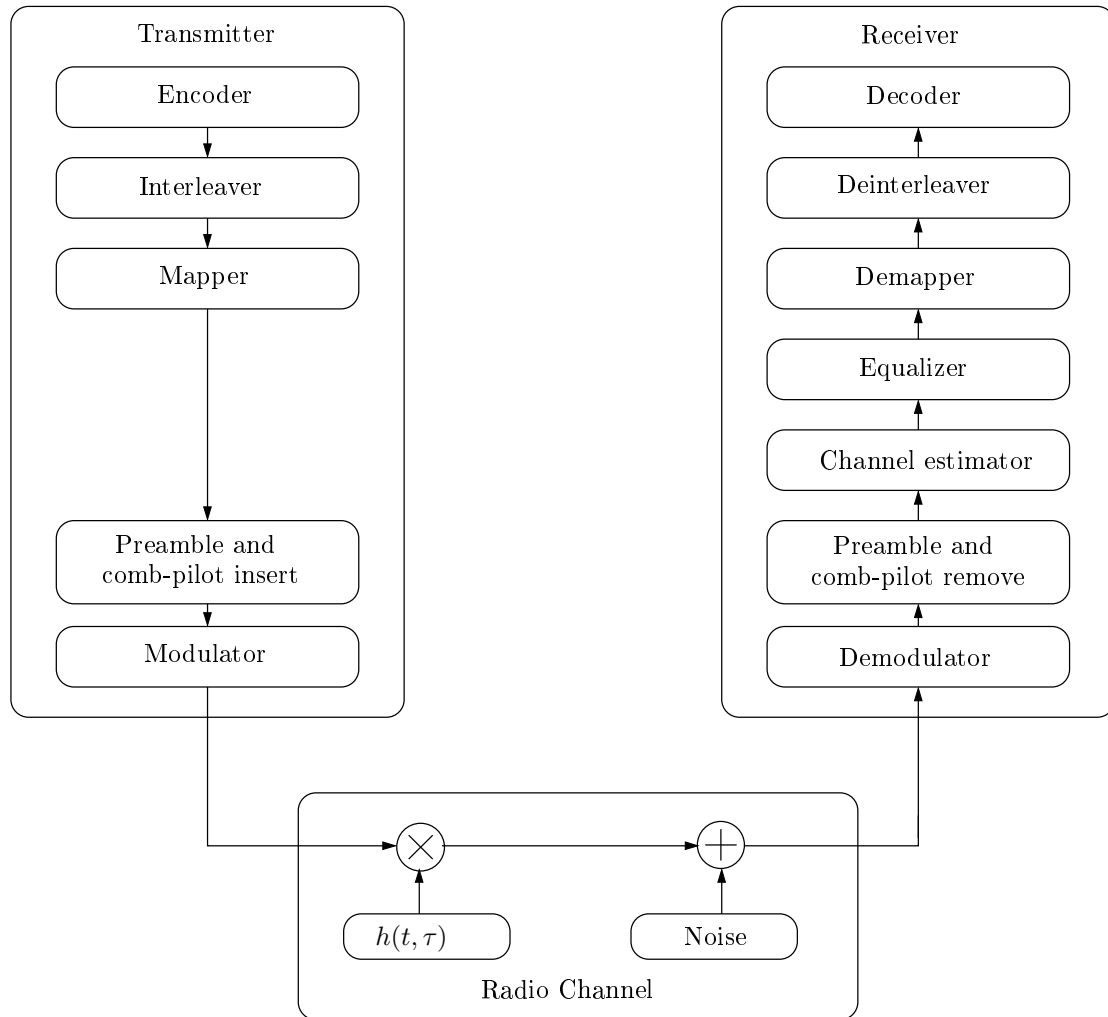 Transmitter
Encoder
Interleaver
Mapper
Preamble and
comb-pilot insert
Modulator
Receiver
Decoder
Deinterleaver
Demapper
Equalizer
Channel estimator
Preamble and
comb-pilot remove
Demodulator
h(t, τ)
Noise
Radio Channel